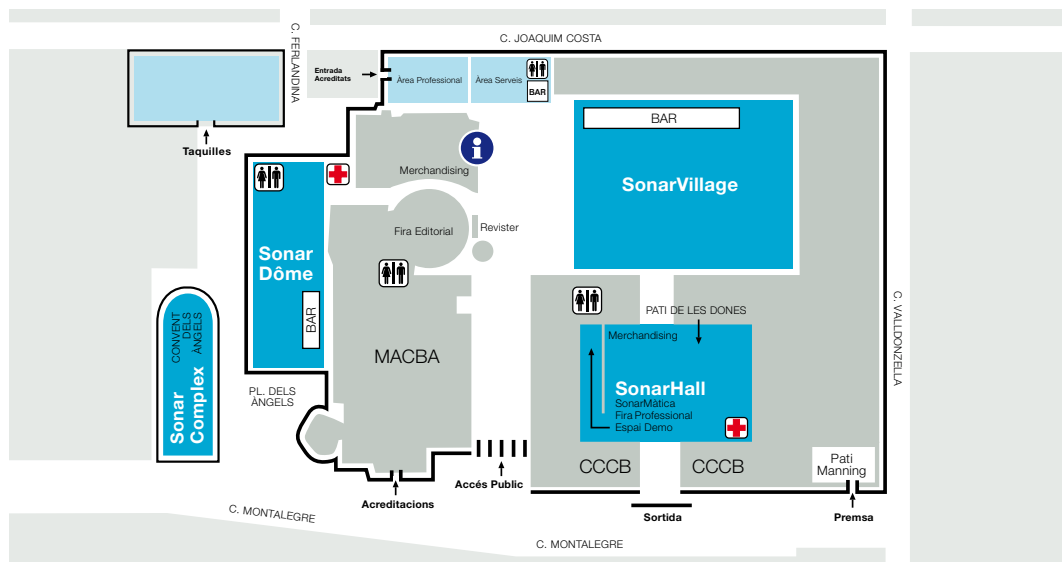 C. JOAQUIM COSTA
C. FERLANDINA
Entrada
Acreditats
Àrea Professional
Àrea Serveis
BAR
BAR
Taquilles
Merchandising
SonarVillage
Fira Editorial
Revister
Sonar
Dôme
BAR
C. VALLDONZELLA
PATI DE LES DONES
Merchandising
MACBA
SonarHall
SonarMàtica
Fira Professional
Espai Demo
Sonar
Complex
CONVENT
DELS
ÀNGELS
PL. DELS
ÀNGELS
CCCB
CCCB
Pati
Manning
Accés Public
Acreditacions
Sortida
Premsa
C. MONTALEGRE
C. MONTALEGRE